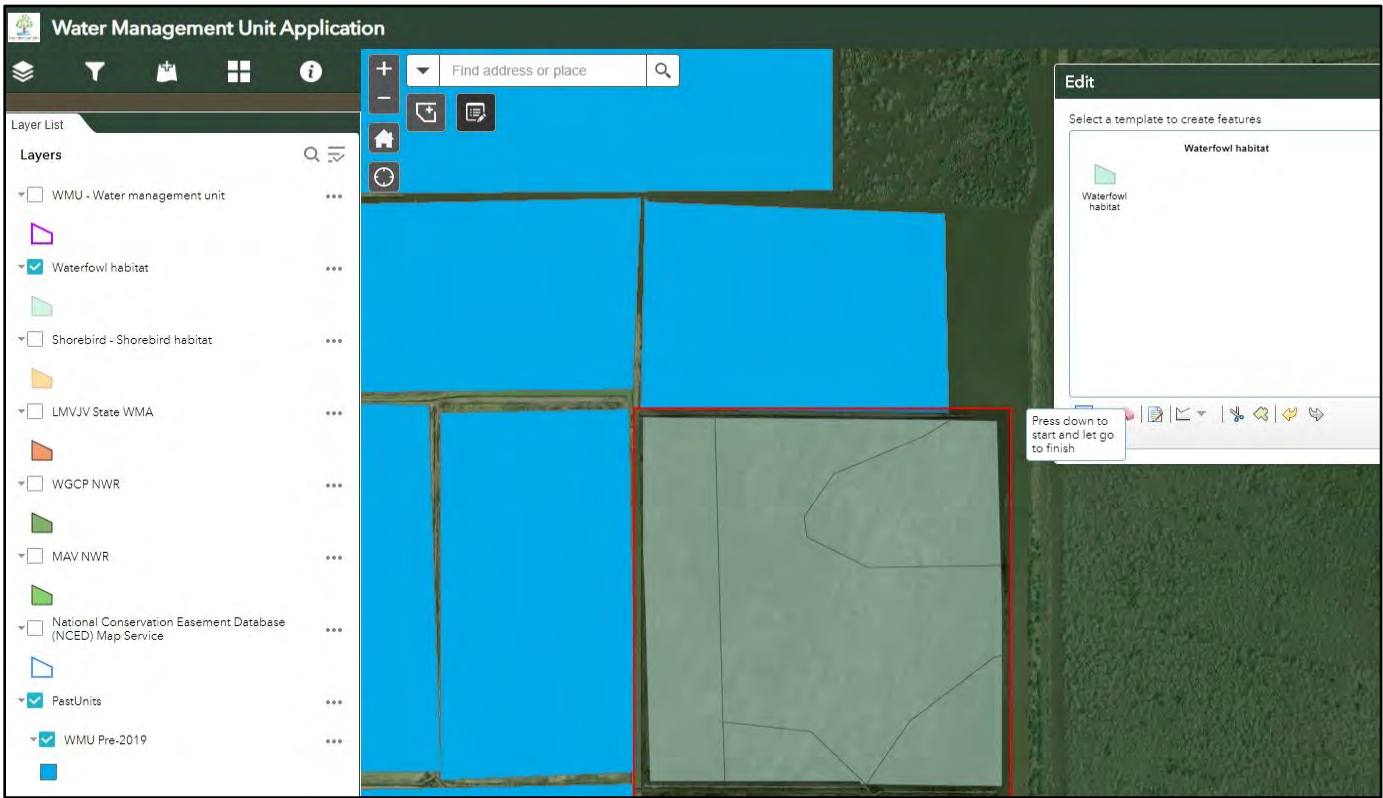 Water Management Unit Application
Find address or place
Layer List
Layers
WMU - Water management unit
Waterfowl habitat
Shorebird - Shorebird habitat
LMVJV State WMA
WGCP NWR
MAV NWR
National Conservation Easement Database
(NCED) Map Service
PastUnits
WMU Pre-2019
Edit
Select a template to create features
Waterfowl habitat
Waterfowl
habitat
Press down to
start and let go
to finish